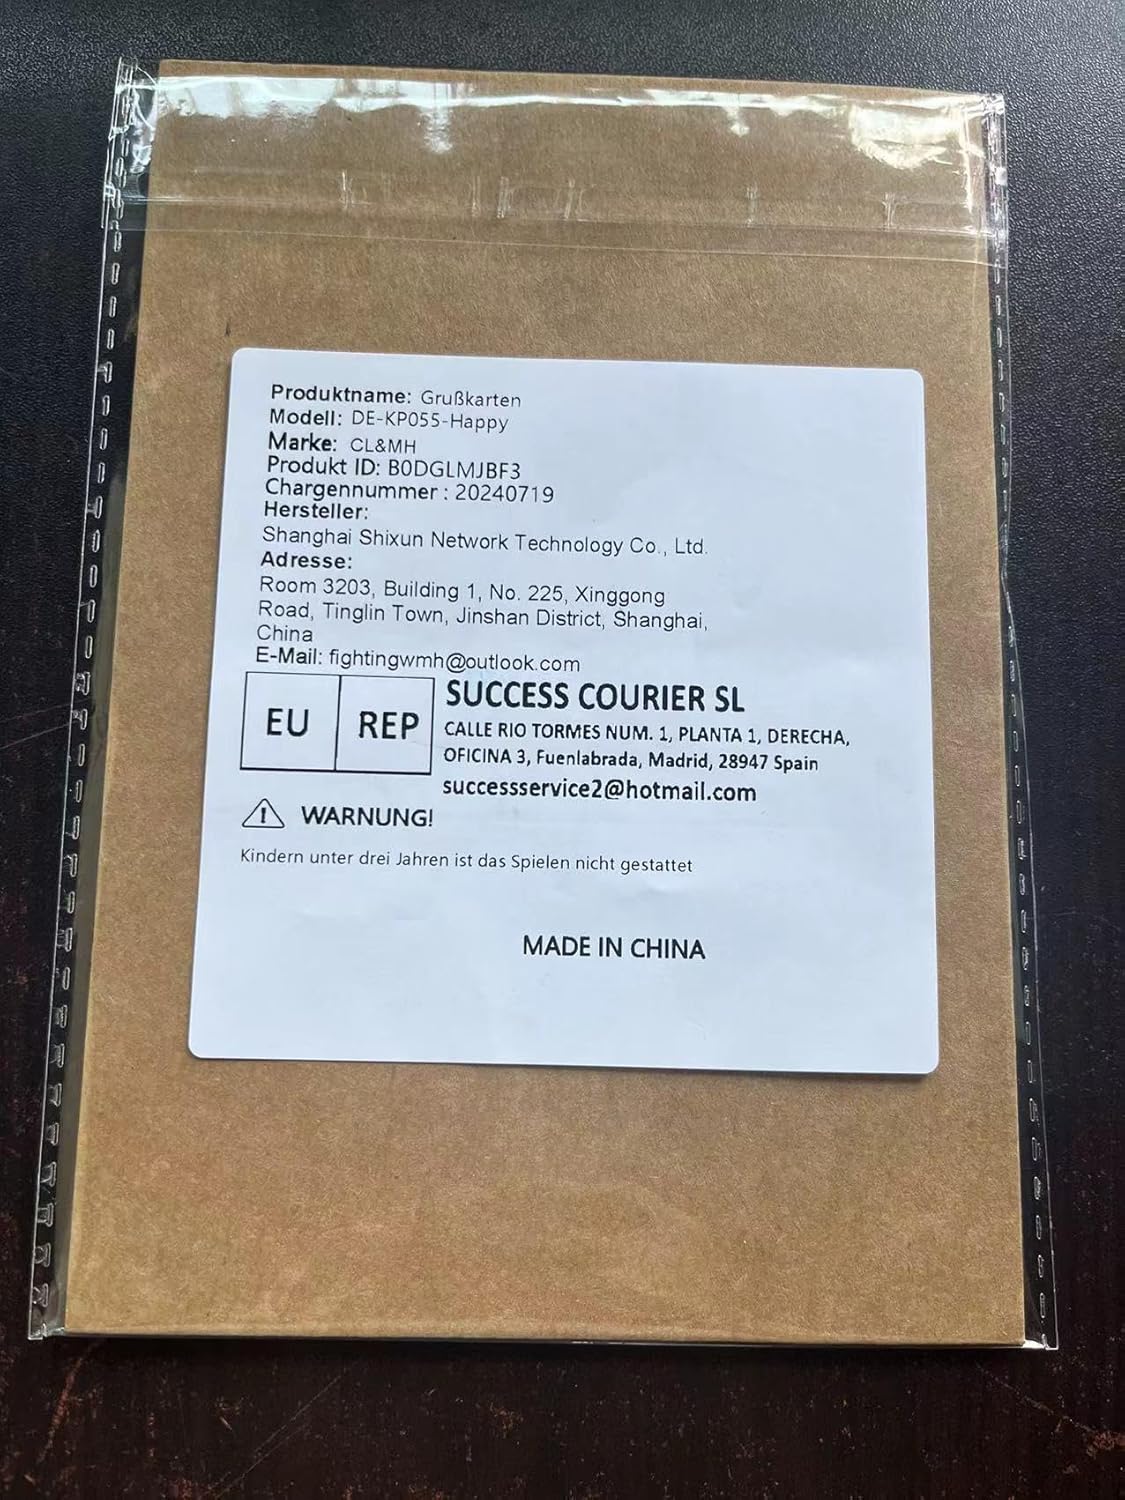 Produktname: Grußkarten
Modell: DE-KP055-Happy
Marke: CL&MH
Produkt ID: B0DGLMJBF3
Chargennummer : 20240719
Hersteller:
Shanghai Shixun Network Technology Co., Ltd.
Adresse:
Room 3203, Building 1, No. 225, Xinggong
Road, Tinglin Town, Jinshan District, Shanghai,
China
E-Mail: fightingwmh@outlook.com
EU REP
SUCCESS COURIER SL
CALLE RIO TORMES NUM. 1, PLANTA 1, DERECHA,
OFICINA 3, Fuenlabrada, Madrid, 28947 Spain
successservice2@hotmail.com
WARNUNG!
Kindern unter drei Jahren ist das Spielen nicht gestattet
MADE IN CHINA